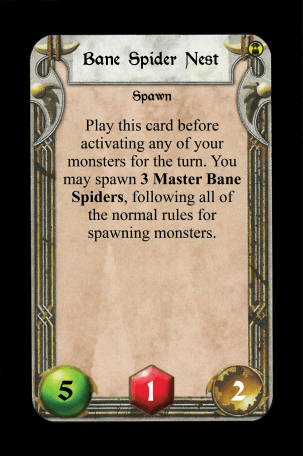 Bane Spider Nest
Spawn
Play this card before
activating any of your
monsters for the turn. You
may spawn 3 Master Bane
Spiders, following all of
the normal rules for
spawning monsters.
5
1
2